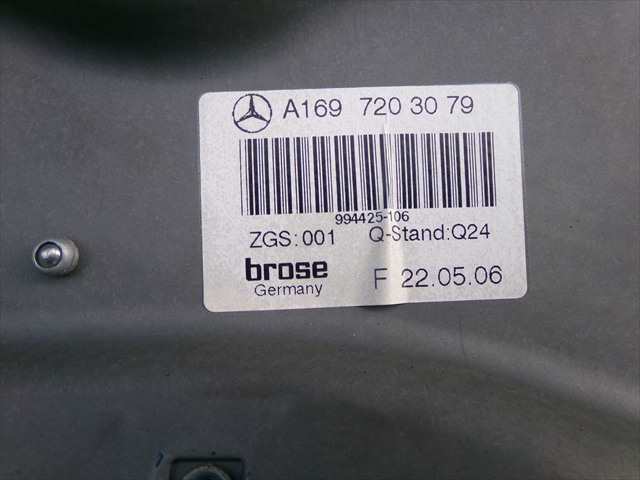 A169 720 30 79
994425-106
ZGS:001 Q-Stand:Q24
brose
Germany F 22.05.06